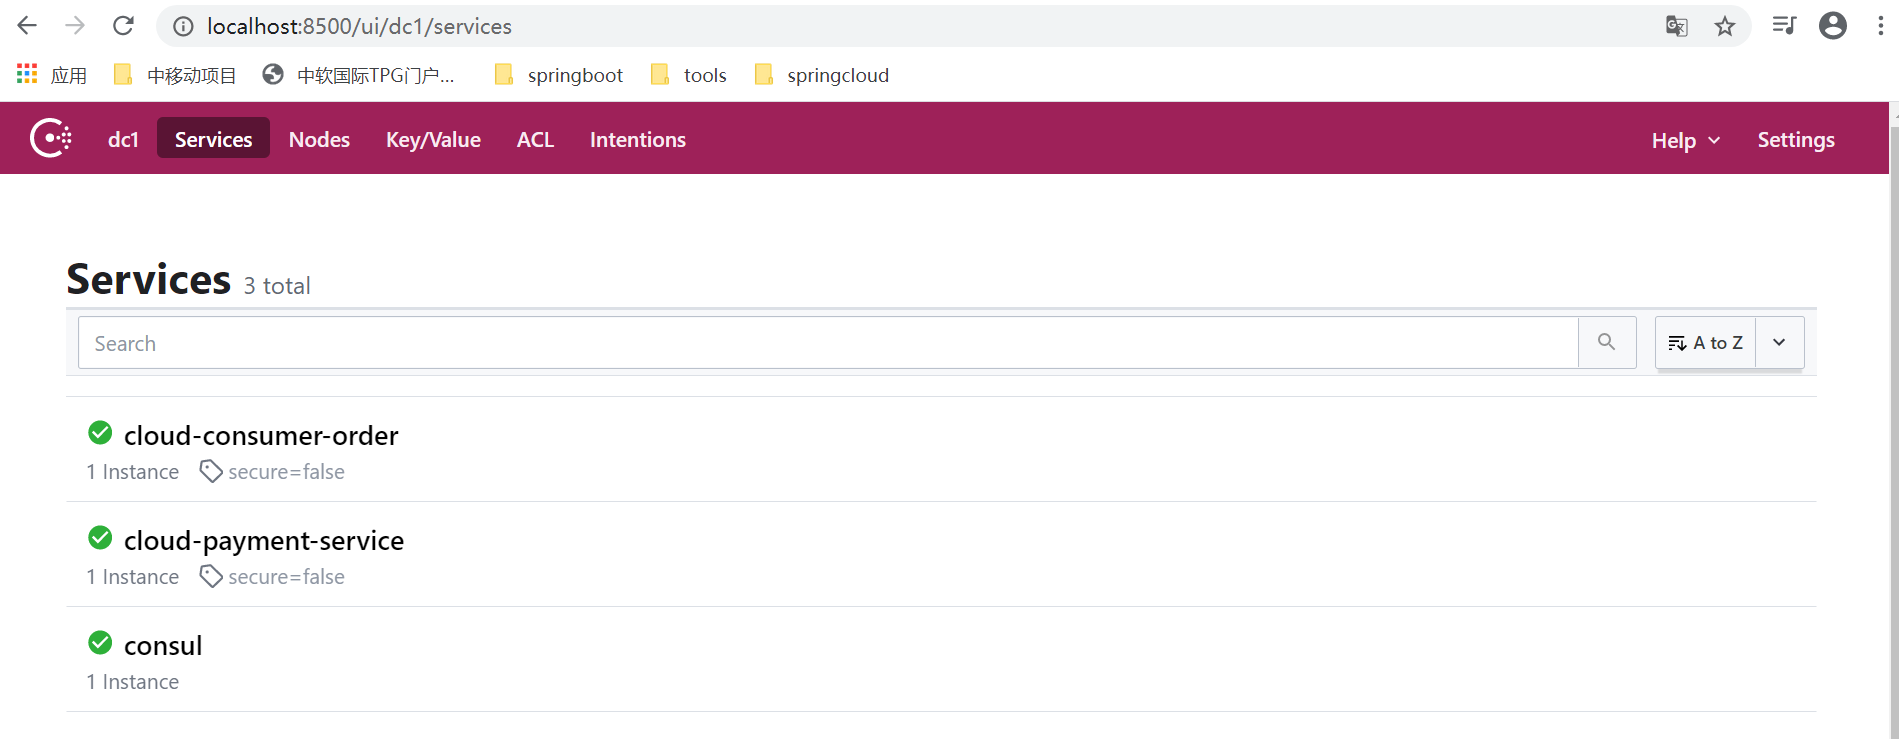 localhost:8500/ui/dc1/services
应用 中移动项目 中软国际TPG门户... springboot tools springcloud
dc1 Services Nodes Key/Value ACL Intentions Help Settings
Services 3 total
Search A to Z
cloud-consumer-order
1 Instance secure=false
cloud-payment-service
1 Instance secure=false
consul
1 Instance